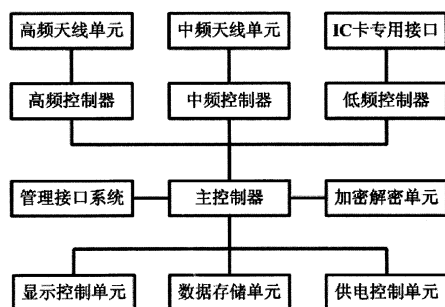 高频天线单元
中频天线单元
IC卡专用接口
高频控制器
中频控制器
低频控制器
管理接口系统
主控制器
加密解密单元
显示控制单元
数据存储单元
供电控制单元